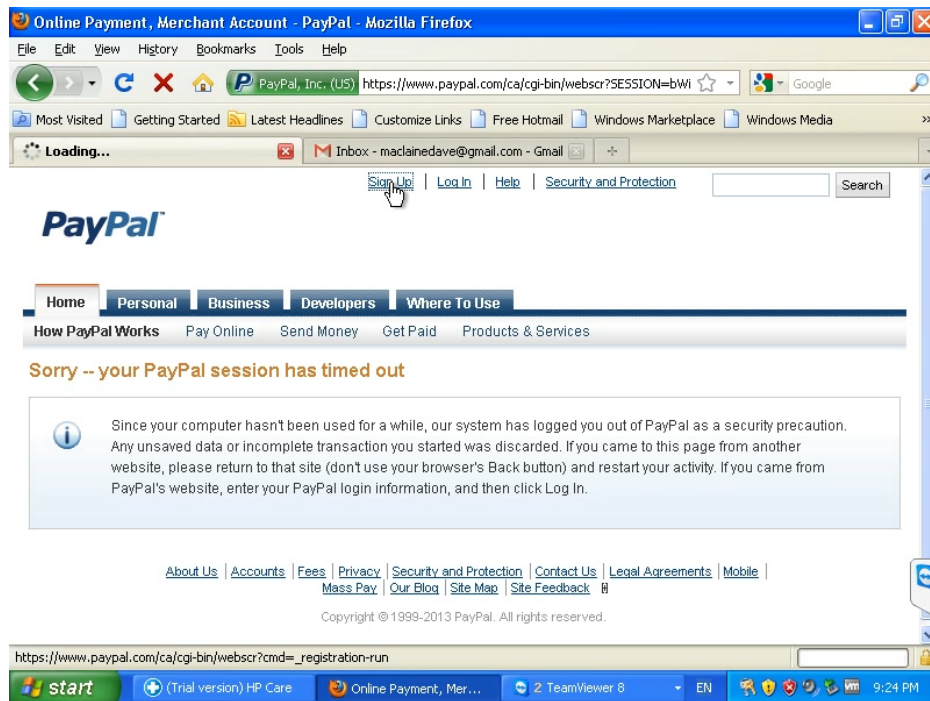 Online Payment, Merchant Account - PayPal - Mozilla Firefox
File Edit View History Bookmarks Tools Help
PayPal, Inc. (US) https://www.paypal.com/ca/cgi-bin/webscr?SESSION=bWi Google
Most Visited Getting Started Latest Headlines Customize Links Free Hotmail Windows Marketplace Windows Media »
Loading... Inbox - maclainedave@gmail.com - Gmail
Sign Up | Log In | Help | Security and Protection Search
PayPal
Home Personal Business Developers Where To Use
How PayPal Works Pay Online Send Money Get Paid Products & Services
Sorry -- your PayPal session has timed out
Since your computer hasn't been used for a while, our system has logged you out of PayPal as a security precaution.
Any unsaved data or incomplete transaction you started was discarded. If you came to this page from another
website, please return to that site (don't use your browser's Back button) and restart your activity. If you came from
PayPal's website, enter your PayPal login information, and then click Log In.
About Us | Accounts | Fees | Privacy | Security and Protection | Contact Us | Legal Agreements | Mobile |
Mass Pay | Our Blog | Site Map | Site Feedback
Copyright © 1999-2013 PayPal. All rights reserved.
https://www.paypal.com/ca/cgi-bin/webscr?cmd=_registration-run
start (Trial version) HP Care Online Payment, Mer... 2 TeamViewer 8 EN 9:24 PM